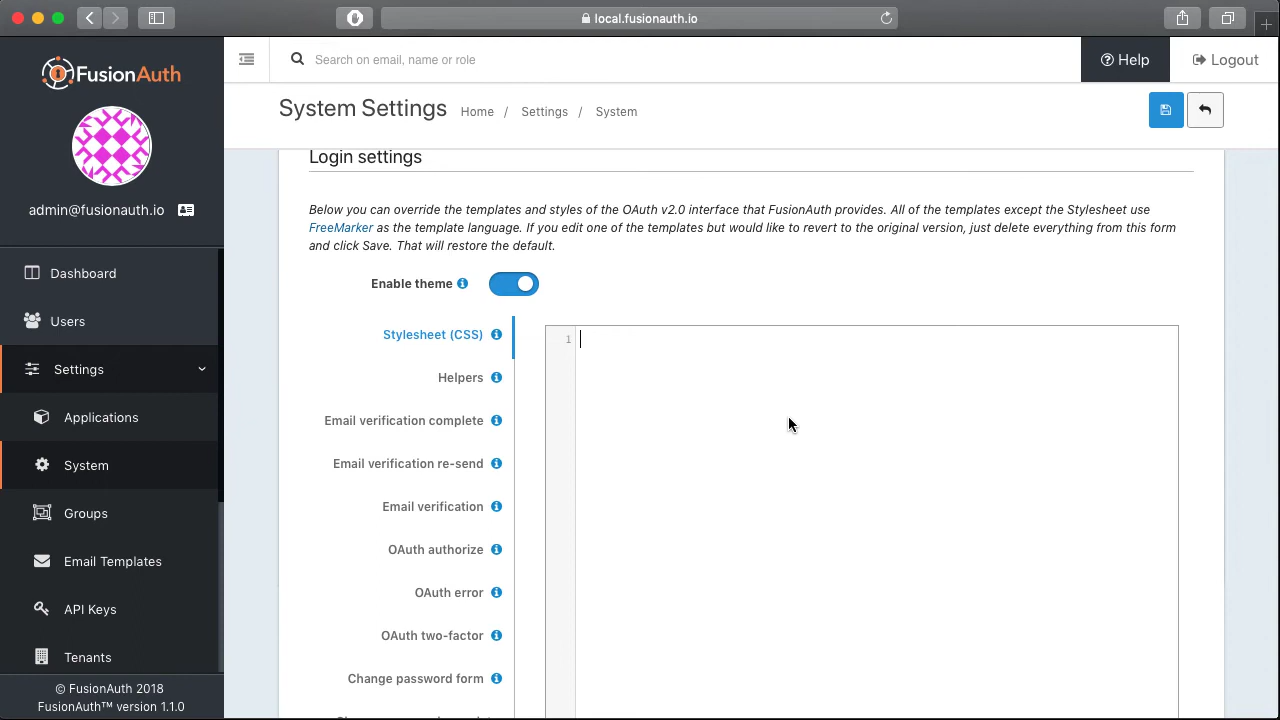 local.fusionauth.io
FusionAuth
admin@fusionauth.io
Dashboard
Users
Settings
Applications
System
Groups
Email Templates
API Keys
Tenants
© FusionAuth 2018
FusionAuth™ version 1.1.0
Search on email, name or role
Help
Logout
System Settings
Home / Settings / System
Login settings
Below you can override the templates and styles of the OAuth v2.0 interface that FusionAuth provides. All of the templates except the Stylesheet use
FreeMarker as the template language. If you edit one of the templates but would like to revert to the original version, just delete everything from this form
and click Save. That will restore the default.
Enable theme
Stylesheet (CSS)
1
Helpers
Email verification complete
Email verification re-send
Email verification
OAuth authorize
OAuth error
OAuth two-factor
Change password form